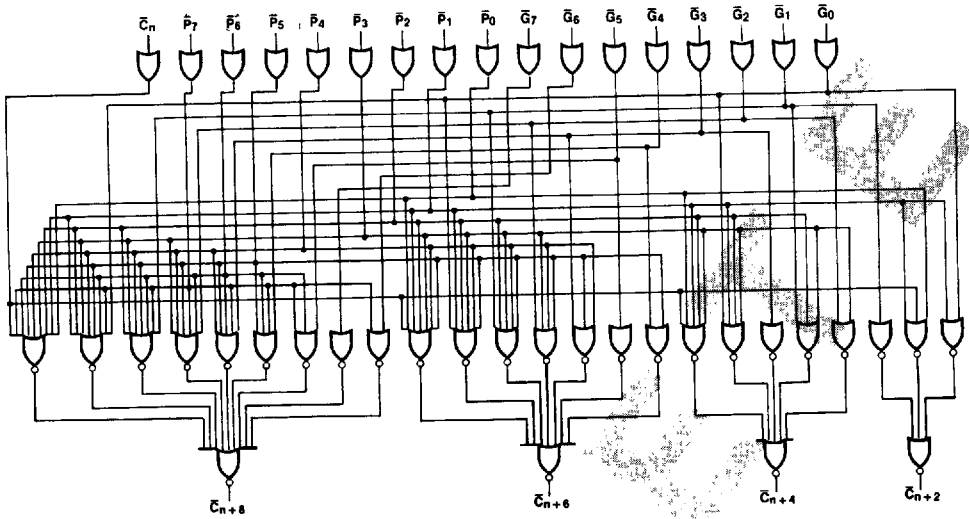 C̄n P̄7 P̄6 P̄5 P̄4 P̄3 P̄2 P̄1 P̄0 Ḡ7 Ḡ6 Ḡ5 Ḡ4 Ḡ3 Ḡ2 Ḡ1 Ḡ0
C̄n+8 C̄n+6 C̄n+4 C̄n+2